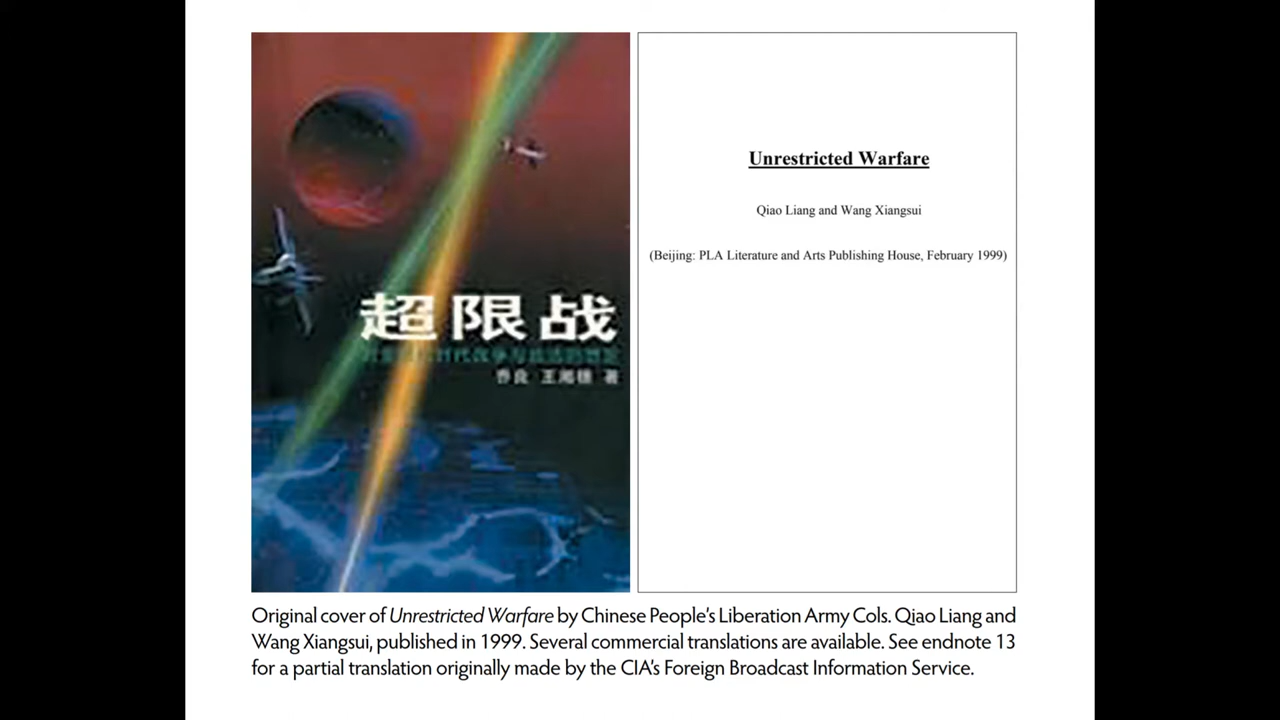 超限战
乔良 王湘穗 著
Unrestricted Warfare
Qiao Liang and Wang Xiangsui
(Beijing: PLA Literature and Arts Publishing House, February 1999)
Original cover of Unrestricted Warfare by Chinese People's Liberation Army Cols. Qiao Liang and
Wang Xiangsui, published in 1999. Several commercial translations are available. See endnote 13
for a partial translation originally made by the CIA's Foreign Broadcast Information Service.